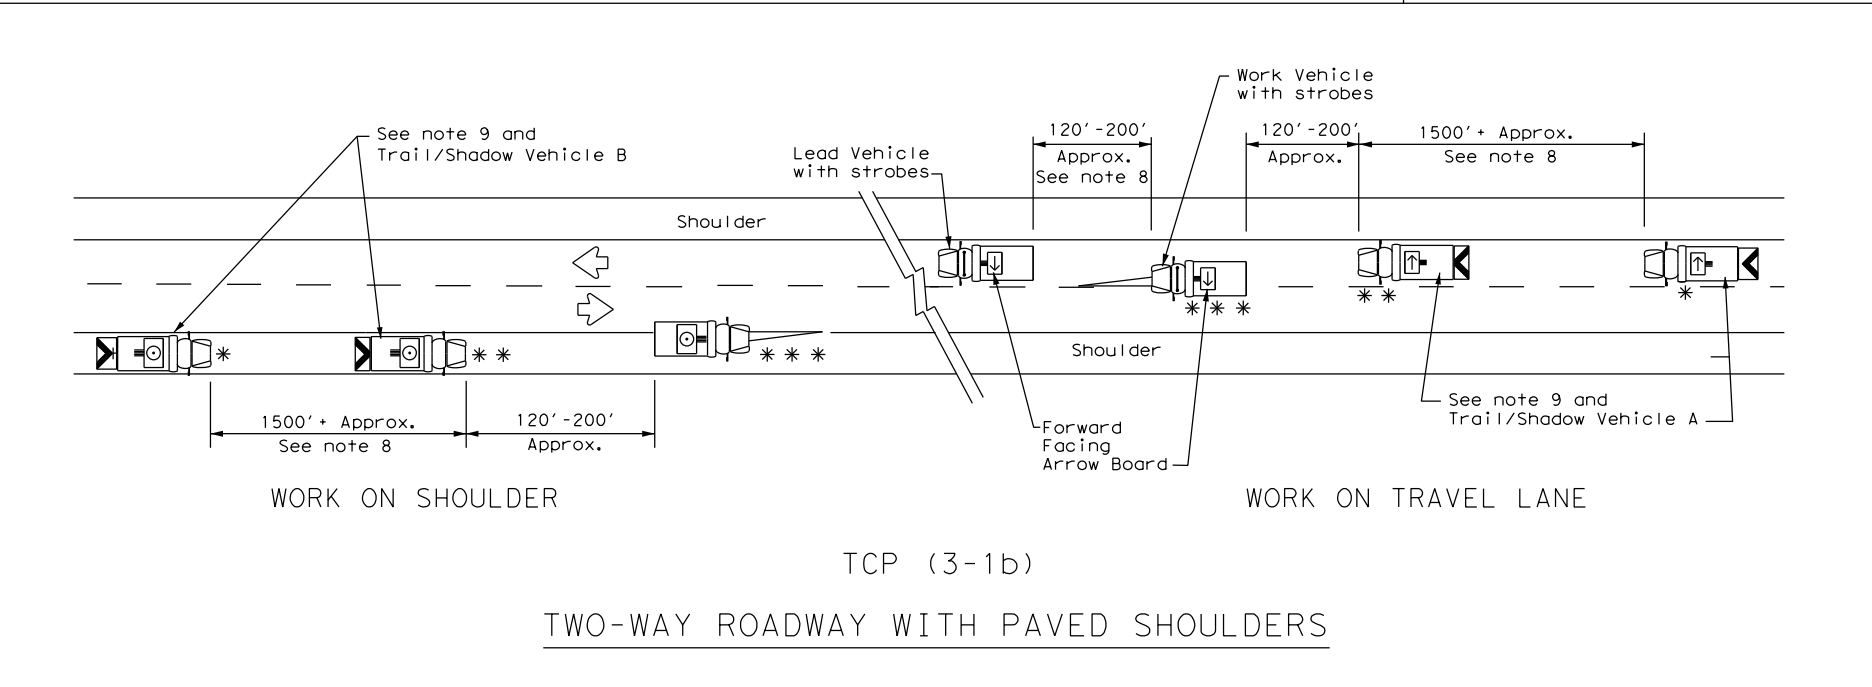 Work Vehicle
with strobes
See note 9 and
Trail/Shadow Vehicle B
120'-200'
Approx.
See note 8
120'-200'
Approx.
1500'+ Approx.
See note 8
Lead Vehicle
with strobes
Shoulder
* * * * * *
* * * * * *
Shoulder
1500'+ Approx.
See note 8
120'-200'
Approx.
Forward
Facing
Arrow Board
See note 9 and
Trail/Shadow Vehicle A
WORK ON SHOULDER
WORK ON TRAVEL LANE
TCP (3-1b)
TWO-WAY ROADWAY WITH PAVED SHOULDERS